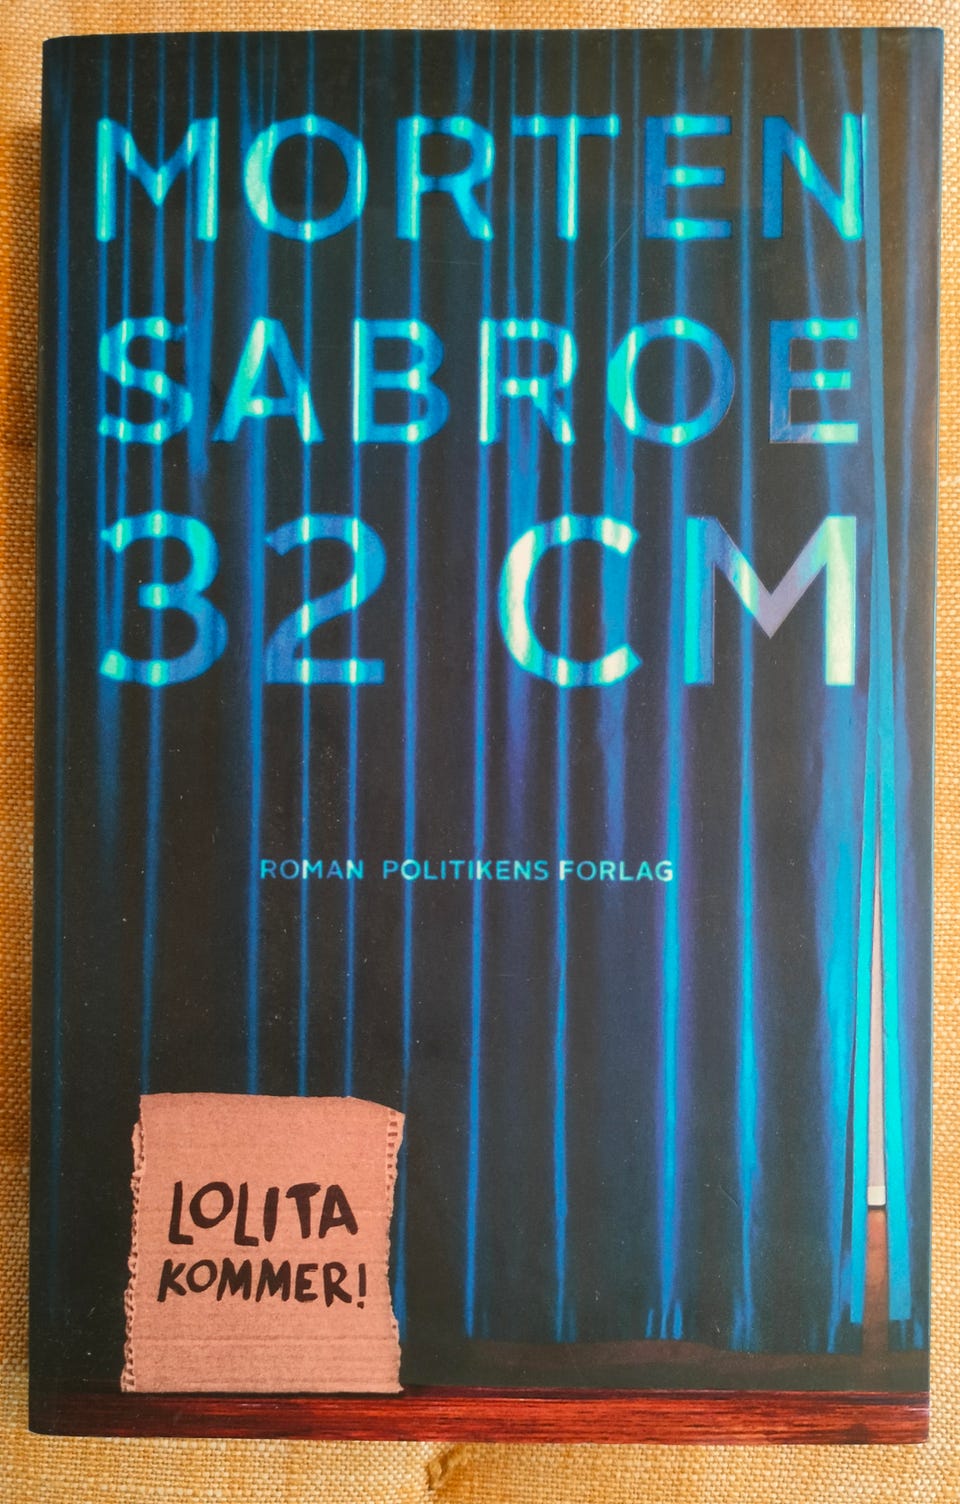 MORTEN
SABROE
32 CM
ROMAN POLITIKENS FORLAG
LOLITA
KOMMER!